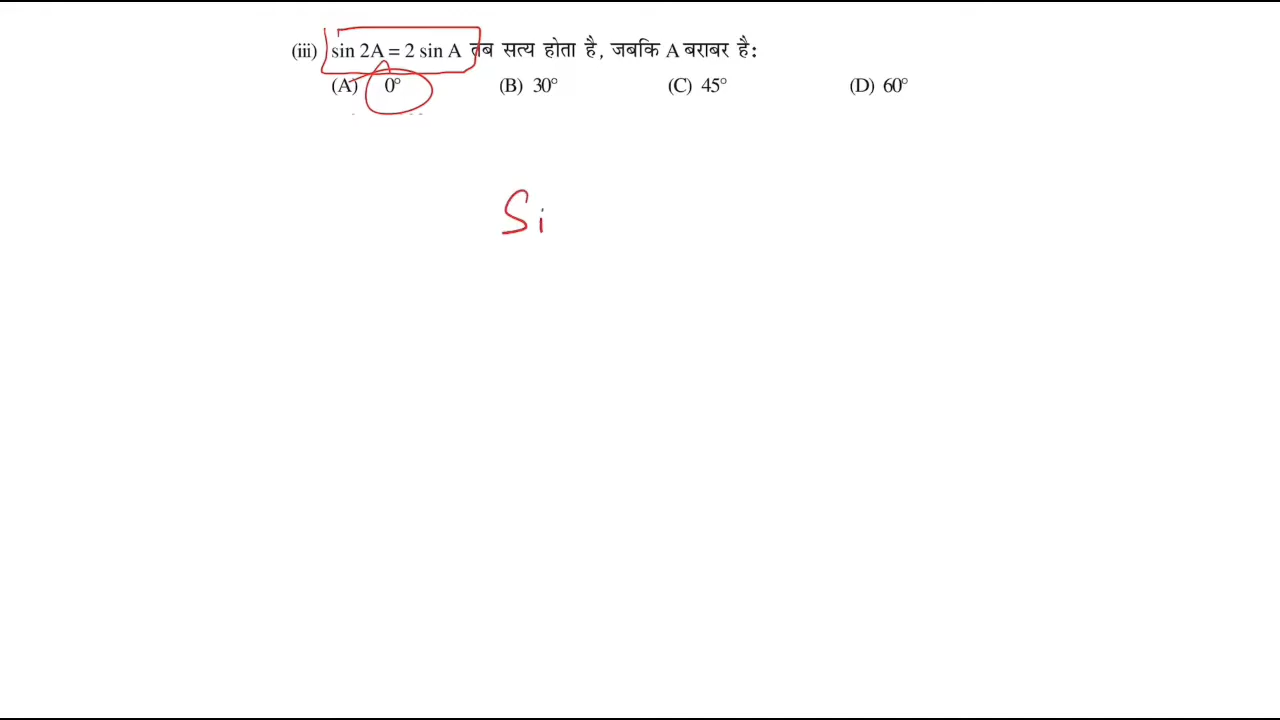 (iii) sin 2A = 2 sin A तब सत्य होता है, जबकि A बराबर है:
(A) 0° (B) 30° (C) 45° (D) 60°
Si